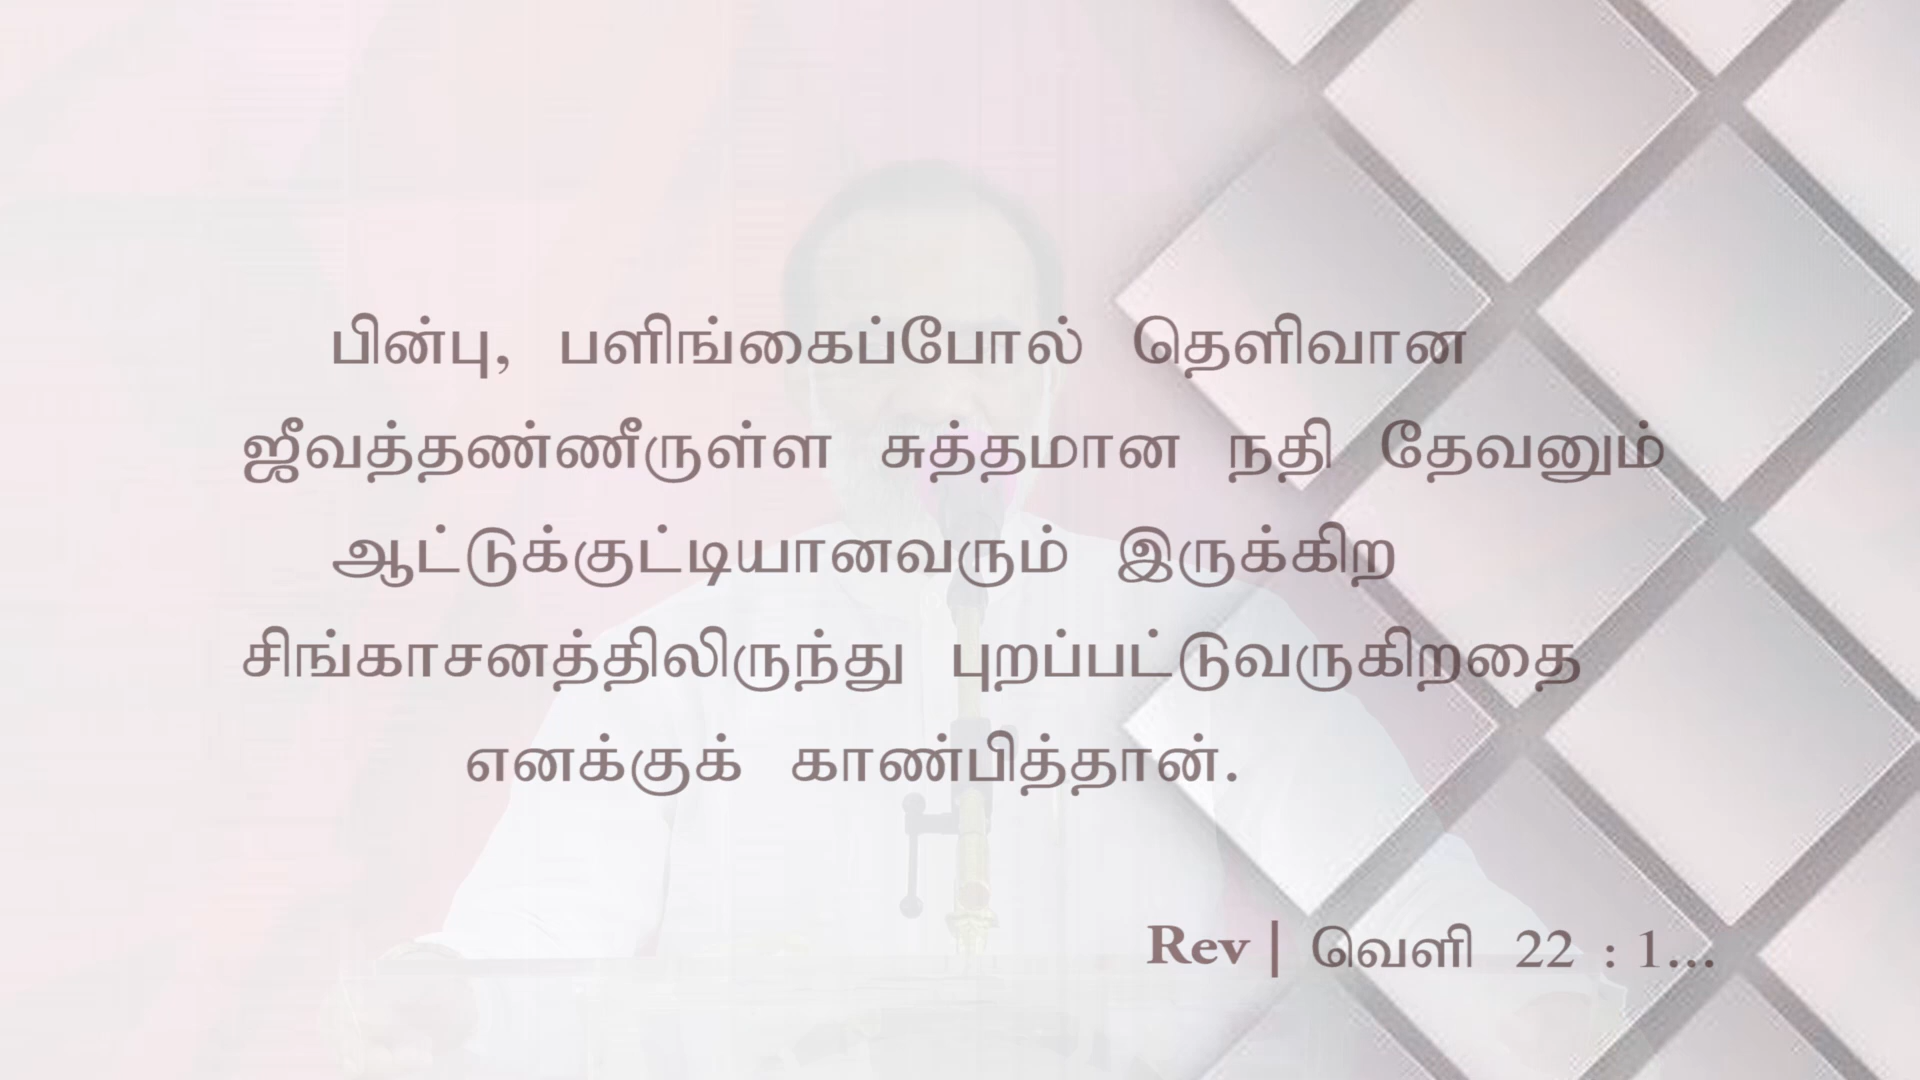 பின்பு, பளிங்கைப்போல் தெளிவான
ஜீவத்தண்ணீருள்ள சுத்தமான நதி தேவனும்
ஆட்டுக்குட்டியானவரும் இருக்கிற
சிங்காசனத்திலிருந்து புறப்பட்டுவருகிறதை
எனக்குக் காண்பித்தான்.
Rev | வெளி 22 : 1...